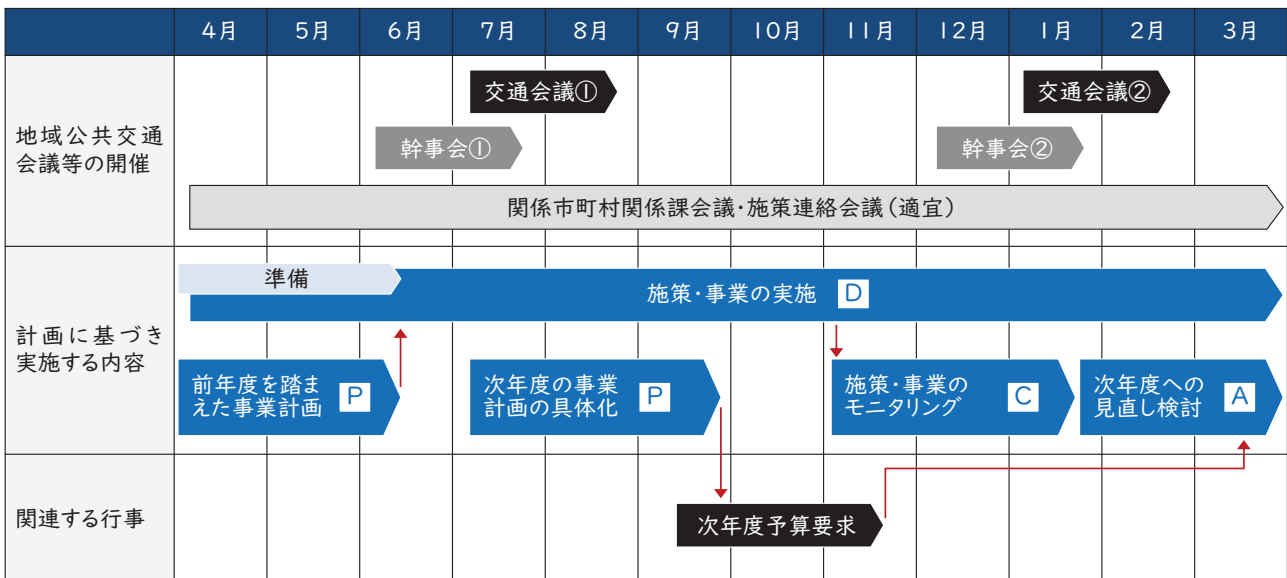 4月 5月 6月 7月 8月 9月 10月 11月 12月 1月 2月 3月
地域公共交通
会議等の開催
交通会議①
交通会議②
幹事会①
幹事会②
関係市町村関係課会議・施策連絡会議(適宜)
計画に基づき
実施する内容
準備
施策・事業の実施 D
前年度を踏ま
えた事業計画 P
次年度の事業
計画の具体化 P
施策・事業の
モニタリング C
次年度への
見直し検討 A
関連する行事
次年度予算要求